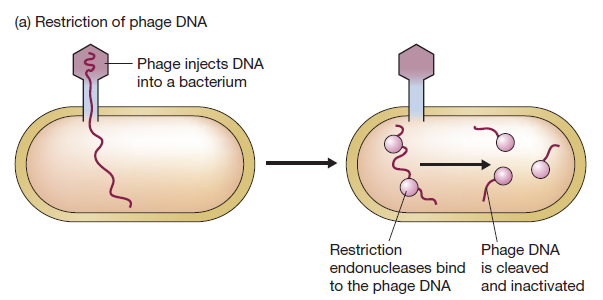 (a) Restriction of phage DNA
Phage injects DNA
into a bacterium
Restriction
endonucleases bind
to the phage DNA
Phage DNA
is cleaved
and inactivated